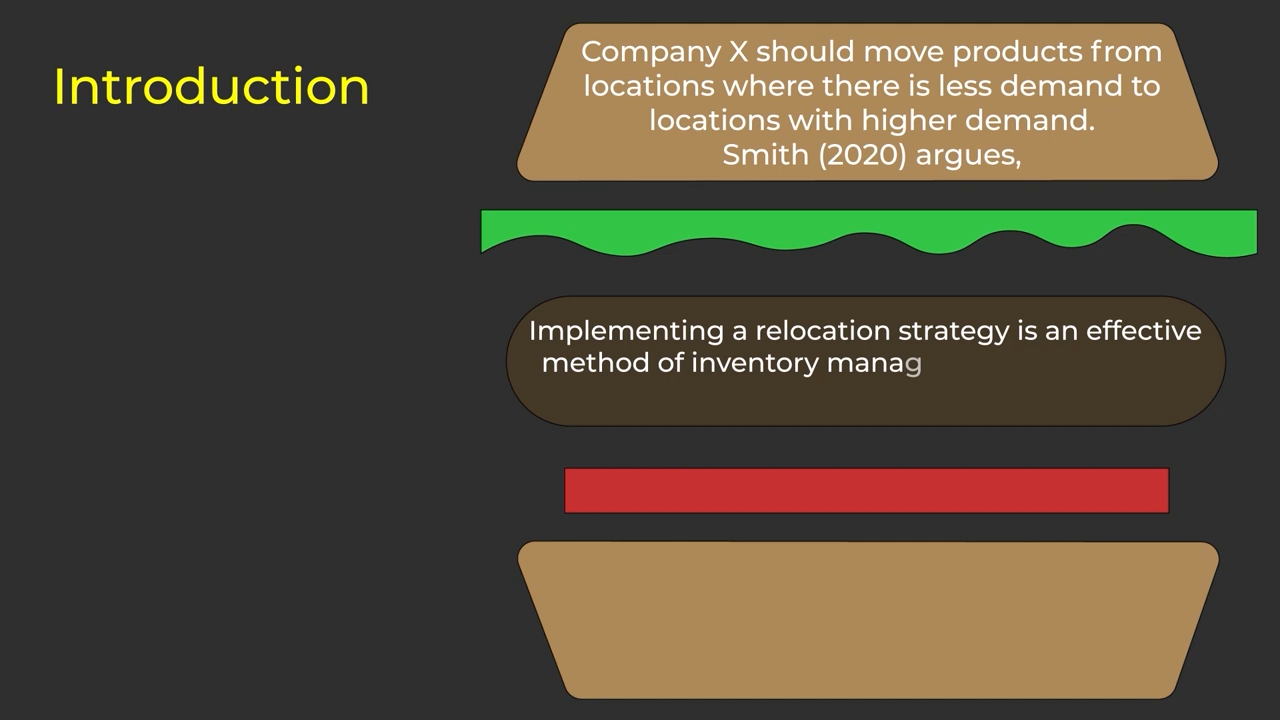 Introduction
Company X should move products from
locations where there is less demand to
locations with higher demand.
Smith (2020) argues,
Implementing a relocation strategy is an effective
method of inventory manag